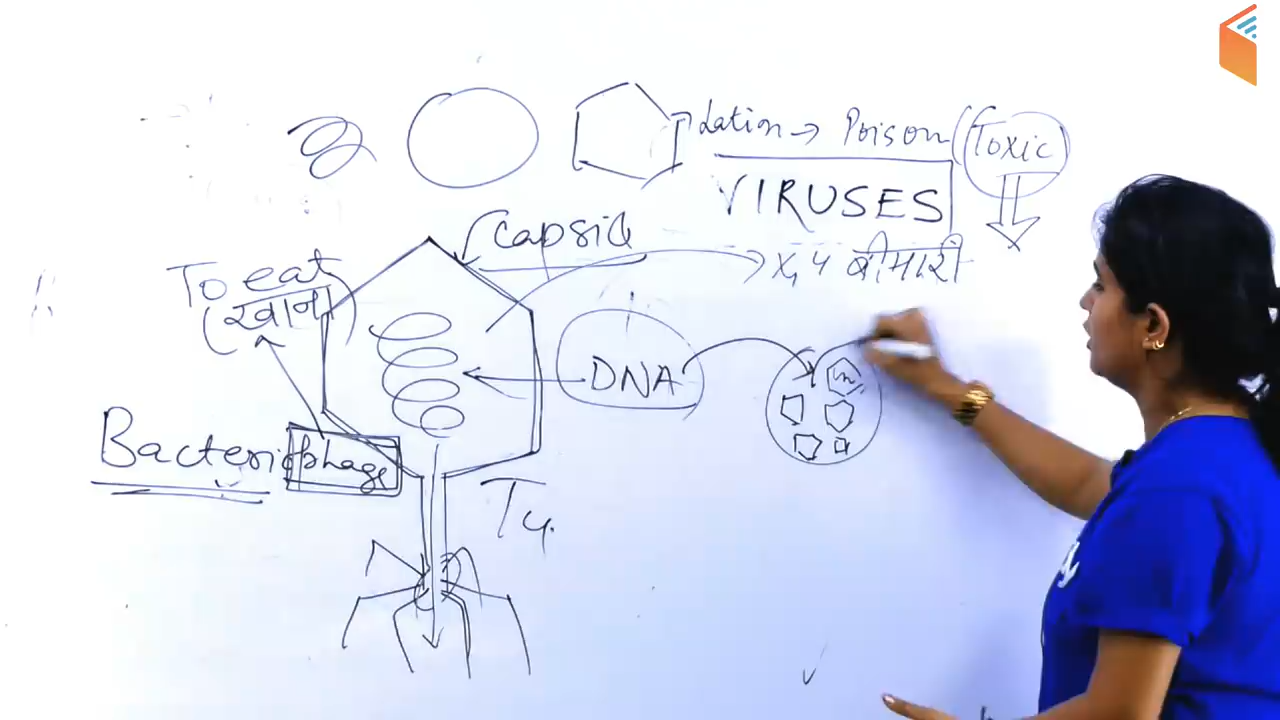 Lation → Poison (Toxic
VIRUSES
Capsid
x, y बीमारी
To eat
(खाना)
DNA
Bacteriophage
T4.